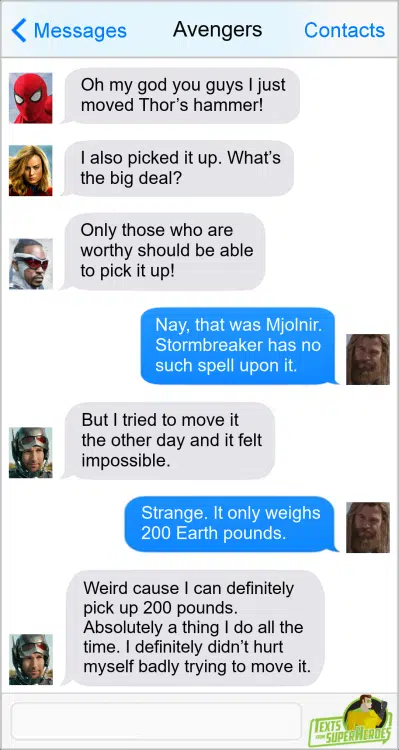 Messages Avengers Contacts
Oh my god you guys I just
moved Thor’s hammer!
I also picked it up. What’s
the big deal?
Only those who are
worthy should be able
to pick it up!
Nay, that was Mjolnir.
Stormbreaker has no
such spell upon it.
But I tried to move it
the other day and it felt
impossible.
Strange. It only weighs
200 Earth pounds.
Weird cause I can definitely
pick up 200 pounds.
Absolutely a thing I do all the
time. I definitely didn’t hurt
myself badly trying to move it.
TEXTS
FROM SUPERHEROES